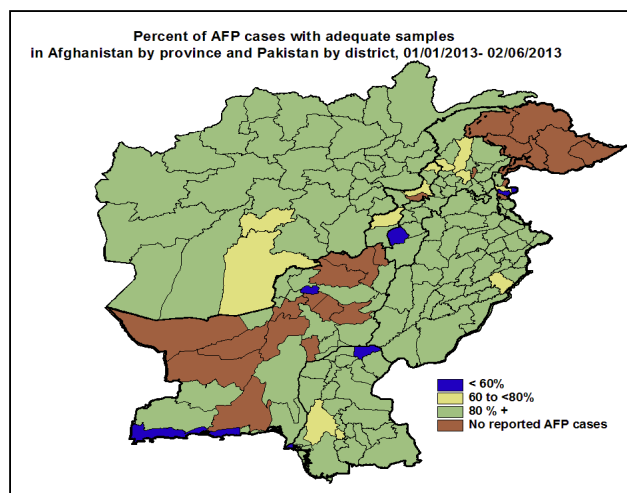 Percent of AFP cases with adequate samples
in Afghanistan by province and Pakistan by district, 01/01/2013- 02/06/2013
< 60%
60 to <80%
80 % +
No reported AFP cases